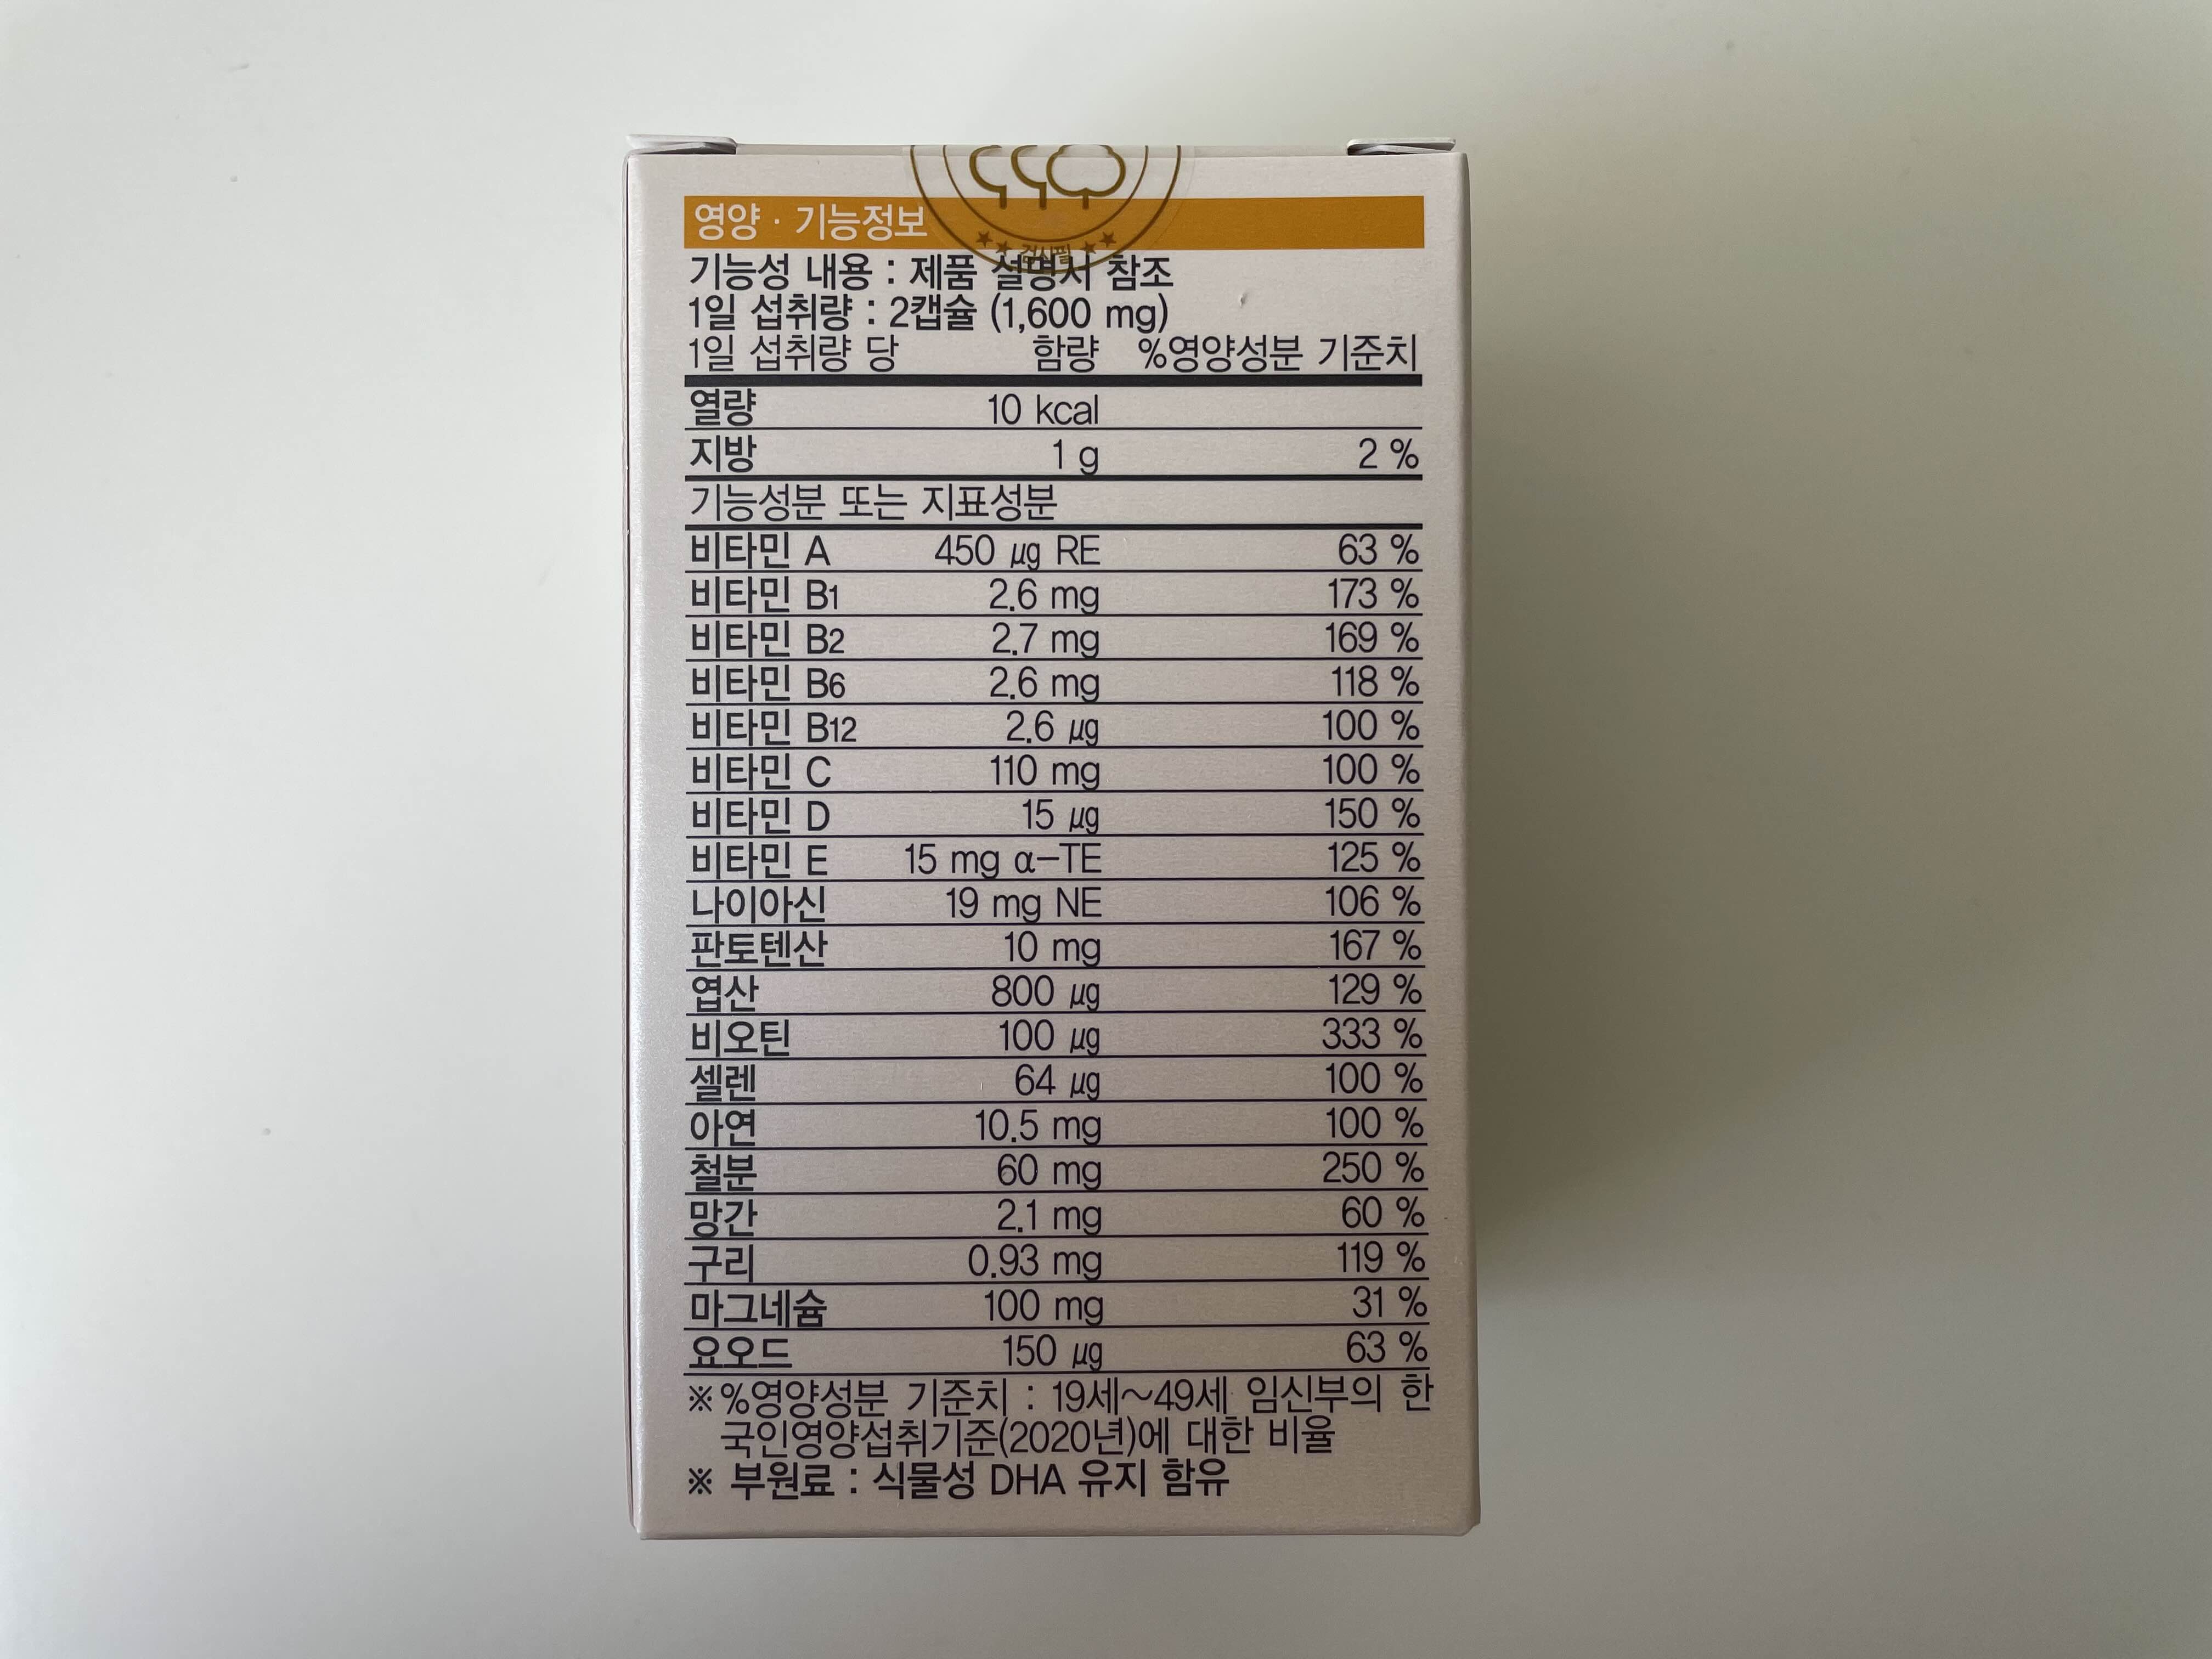 영양 · 기능정보
검사필
기능성 내용 : 제품 설명서 참조
1일 섭취량 : 2캡슐 (1,600 mg)
1일 섭취량 당 함량 %영양성분 기준치
열량 10 kcal
지방 1 g 2 %
기능성분 또는 지표성분
비타민 A 450 μg RE 63 %
비타민 B1 2.6 mg 173 %
비타민 B2 2.7 mg 169 %
비타민 B6 2.6 mg 118 %
비타민 B12 2.6 μg 100 %
비타민 C 110 mg 100 %
비타민 D 15 μg 150 %
비타민 E 15 mg α-TE 125 %
나이아신 19 mg NE 106 %
판토텐산 10 mg 167 %
엽산 800 μg 129 %
비오틴 100 μg 333 %
셀렌 64 μg 100 %
아연 10.5 mg 100 %
철분 60 mg 250 %
망간 2.1 mg 60 %
구리 0.93 mg 119 %
마그네슘 100 mg 31 %
요오드 150 μg 63 %
※%영양성분 기준치 : 19세~49세 임신부의 한
국인영양섭취기준(2020년)에 대한 비율
※ 부원료 : 식물성 DHA 유지 함유